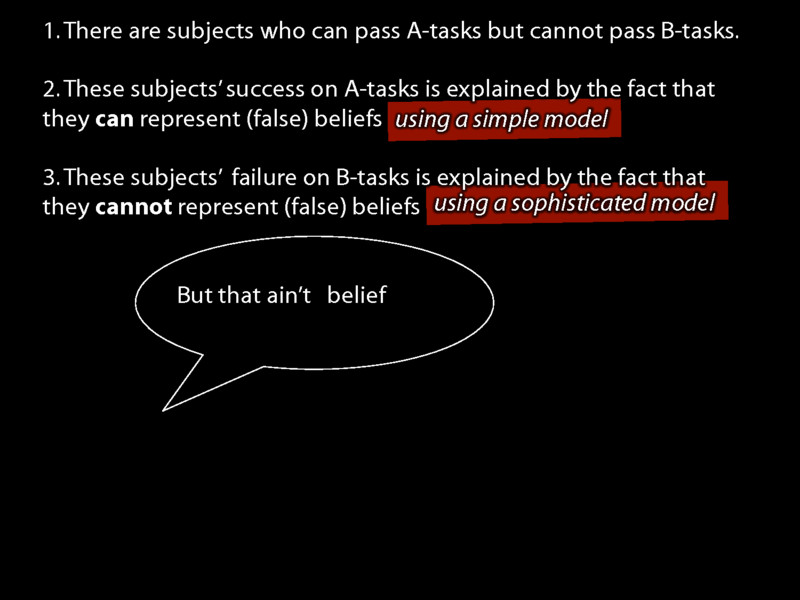 1. There are subjects who can pass A-tasks but cannot pass B-tasks.
2. These subjects’ success on A-tasks is explained by the fact that
they can represent (false) beliefs using a simple model
3. These subjects’ failure on B-tasks is explained by the fact that
they cannot represent (false) beliefs using a sophisticated model
But that ain’t belief